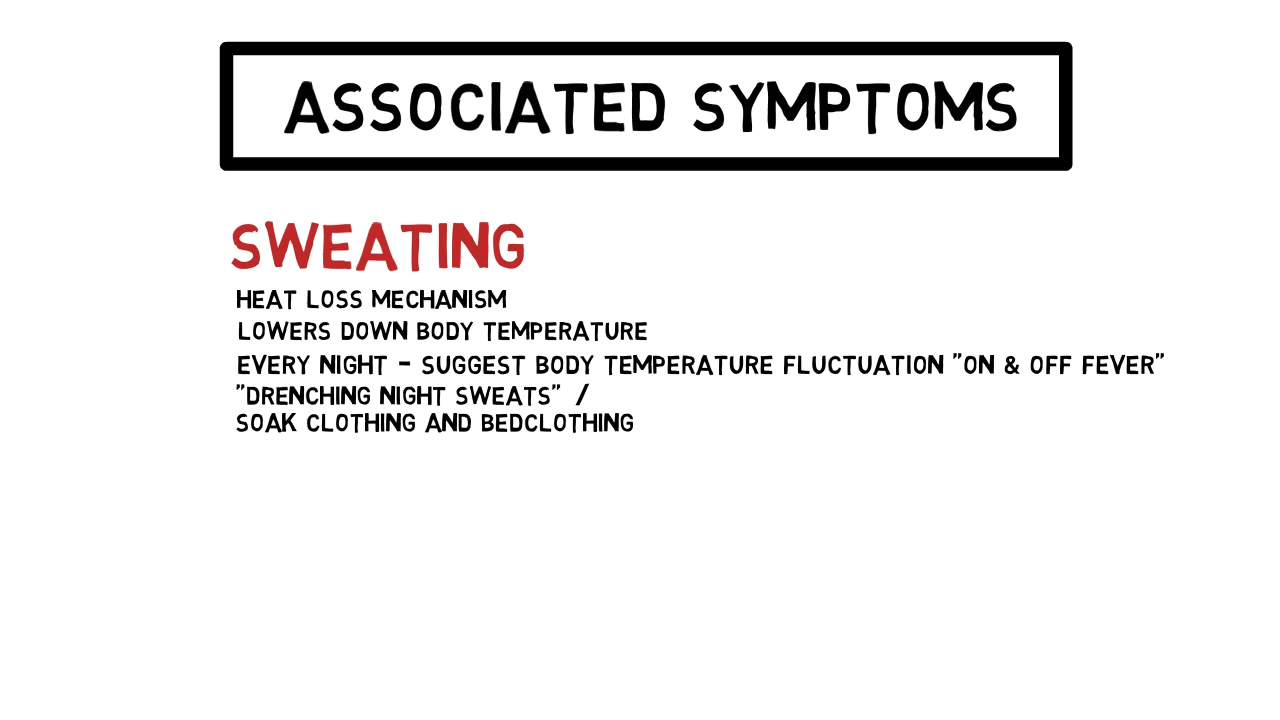 ASSOCIATED SYMPTOMS
SWEATING
HEAT LOSS MECHANISM
LOWERS DOWN BODY TEMPERATURE
EVERY NIGHT - SUGGEST BODY TEMPERATURE FLUCTUATION "ON & OFF FEVER"
"DRENCHING NIGHT SWEATS" /
SOAK CLOTHING AND BEDCLOTHING